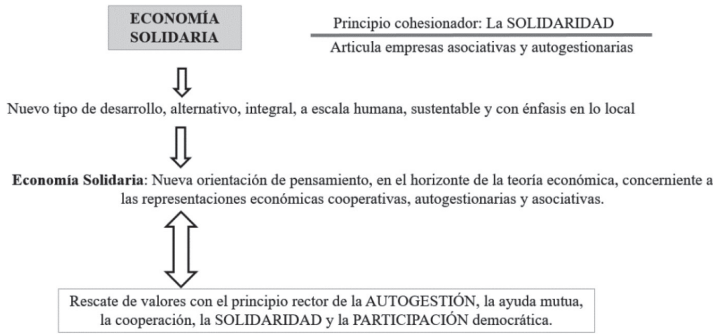 ECONOMÍA
SOLIDARIA
Principio cohesionador: La SOLIDARIDAD
Articula empresas asociativas y autogestionarias
Nuevo tipo de desarrollo, alternativo, integral, a escala humana, sustentable y con énfasis en lo local
Economía Solidaria: Nueva orientación de pensamiento, en el horizonte de la teoría económica, concerniente a
las representaciones económicas cooperativas, autogestionarias y asociativas.
Rescate de valores con el principio rector de la AUTOGESTIÓN, la ayuda mutua,
la cooperación, la SOLIDARIDAD y la PARTICIPACIÓN democrática.